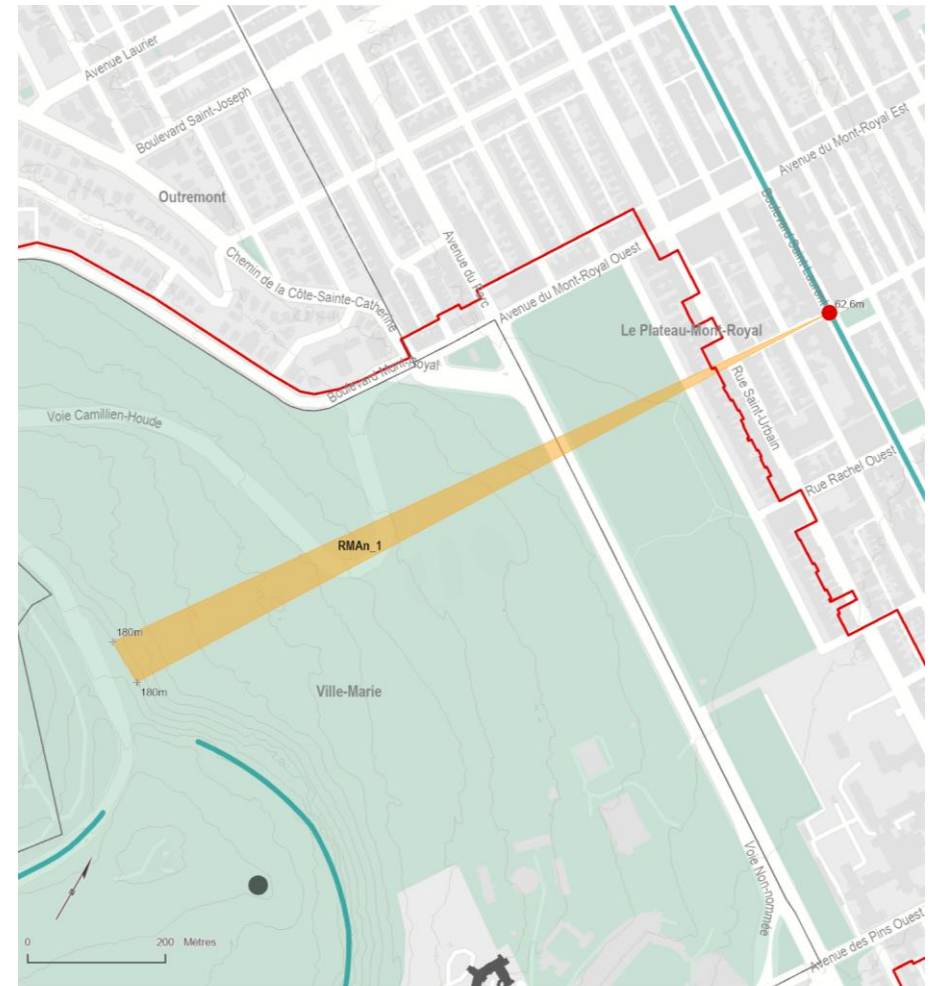 Avenue Laurier
Boulevard Saint-Joseph
Avenue du Mont-Royal Est
Outremont
Boulevard Saint-Laurent
Avenue du Parc
Chemin de la Côte-Sainte-Catherine
Avenue du Mont-Royal Ouest
62,6m
Le Plateau-Mont-Royal
Boulevard Mont-Royal
Rue Saint-Urbain
Voie Camillien-Houde
Rue Rachel Ouest
RMAn_1
180m
180m
Ville-Marie
Voie Non-nommée
Avenue des Pins Ouest
0 200 Mètres